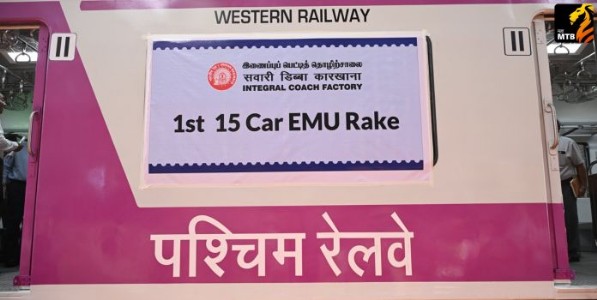 WESTERN RAILWAY
II
II
இணைப்புப் பெட்டித் தொழிற்சாலை
सवारी डिब्बा कारखाना
INTEGRAL COACH FACTORY
1st 15 Car EMU Rake
पश्चिम रेलवे
MTB